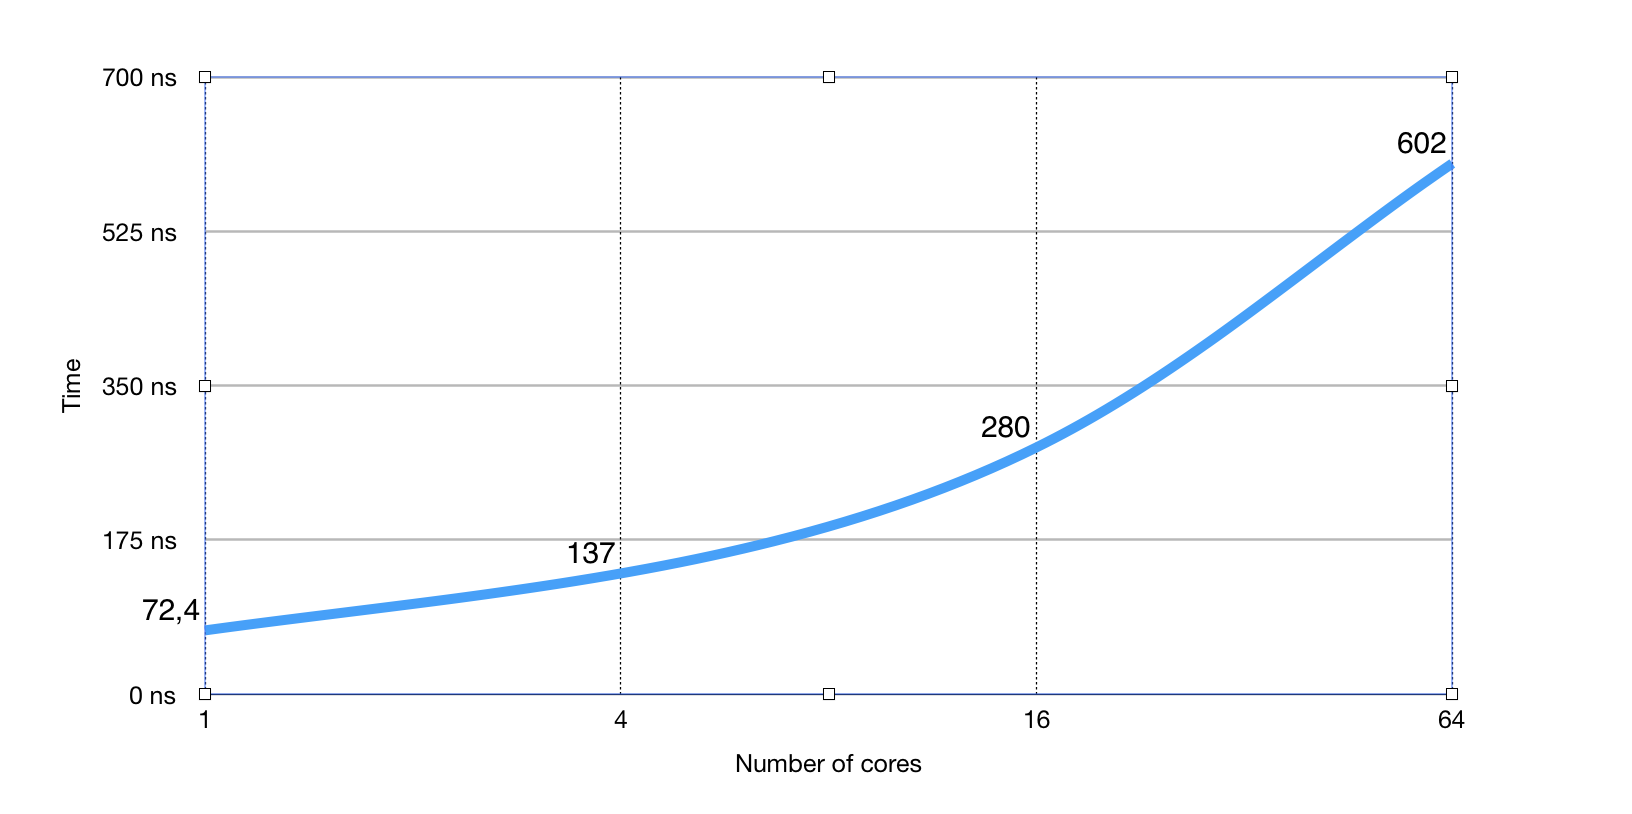 700 ns
602
525 ns
Time
350 ns
280
175 ns
137
72,4
0 ns
1 4 16 64
Number of cores